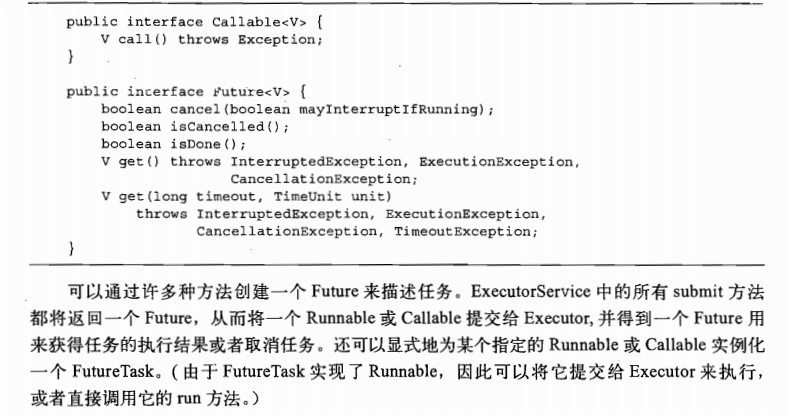 public interface Callable<V> {
V call() throws Exception;
}
public interface Future<V> {
boolean cancel(boolean mayInterruptIfRunning);
boolean isCancelled();
boolean isDone();
V get() throws InterruptedException, ExecutionException,
CancellationException;
V get(long timeout, TimeUnit unit)
throws InterruptedException, ExecutionException,
CancellationException, TimeoutException;
}
可以通过许多种方法创建一个 Future 来描述任务。ExecutorService 中的所有 submit 方法
都将返回一个 Future，从而将一个 Runnable 或 Callable 提交给 Executor, 并得到一个 Future 用
来获得任务的执行结果或者取消任务。还可以显式地为某个指定的 Runnable 或 Callable 实例化
一个 FutureTask。( 由于 FutureTask 实现了 Runnable，因此可以将它提交给 Executor 来执行，
或者直接调用它的 run 方法。）